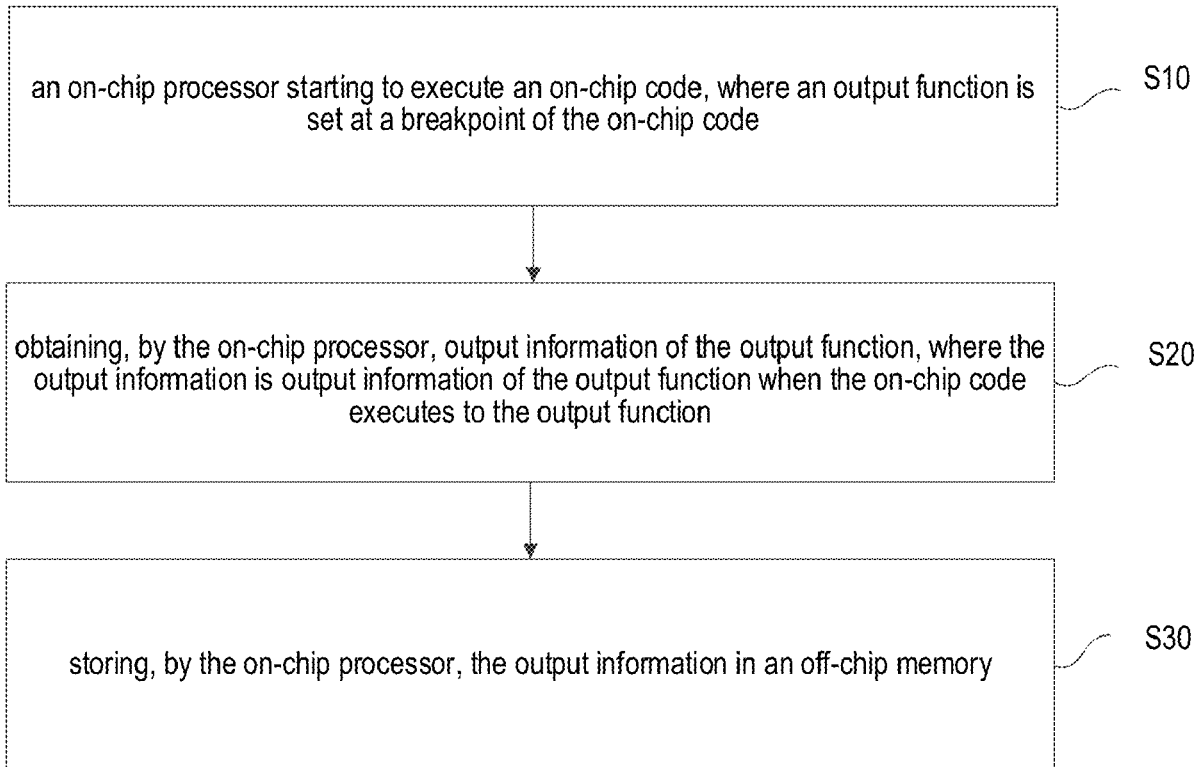 an on-chip processor starting to execute an on-chip code, where an output function is
set at a breakpoint of the on-chip code
S10
obtaining, by the on-chip processor, output information of the output function, where the
output information is output information of the output function when the on-chip code
executes to the output function
S20
storing, by the on-chip processor, the output information in an off-chip memory
S30